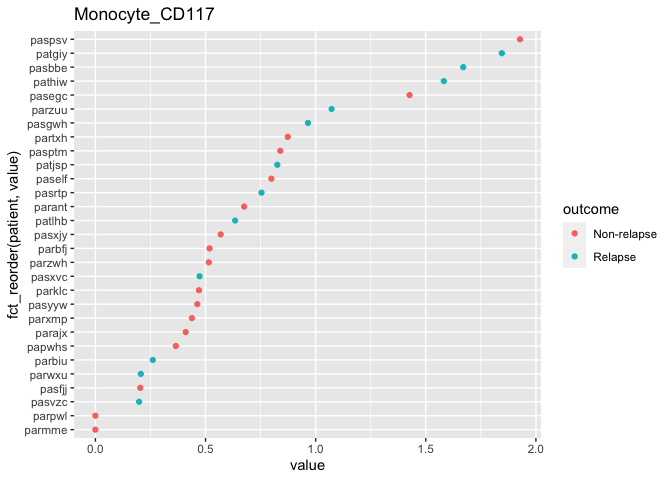 Monocyte_CD117
fct_reorder(patient, value)
paspsv
patgiy
pasbbe
pathiw
pasegc
parzuu
pasgwh
partxh
pasptm
patjsp
paself
pasrtp
parant
patlhb
pasxjy
parbfj
parzwh
pasxvc
parklc
pasyyw
parxmp
parajx
papwhs
parbiu
parwxu
pasfjj
pasvzc
parpwl
parmme
0.0 0.5 1.0 1.5 2.0
value
outcome
Non-relapse
Relapse